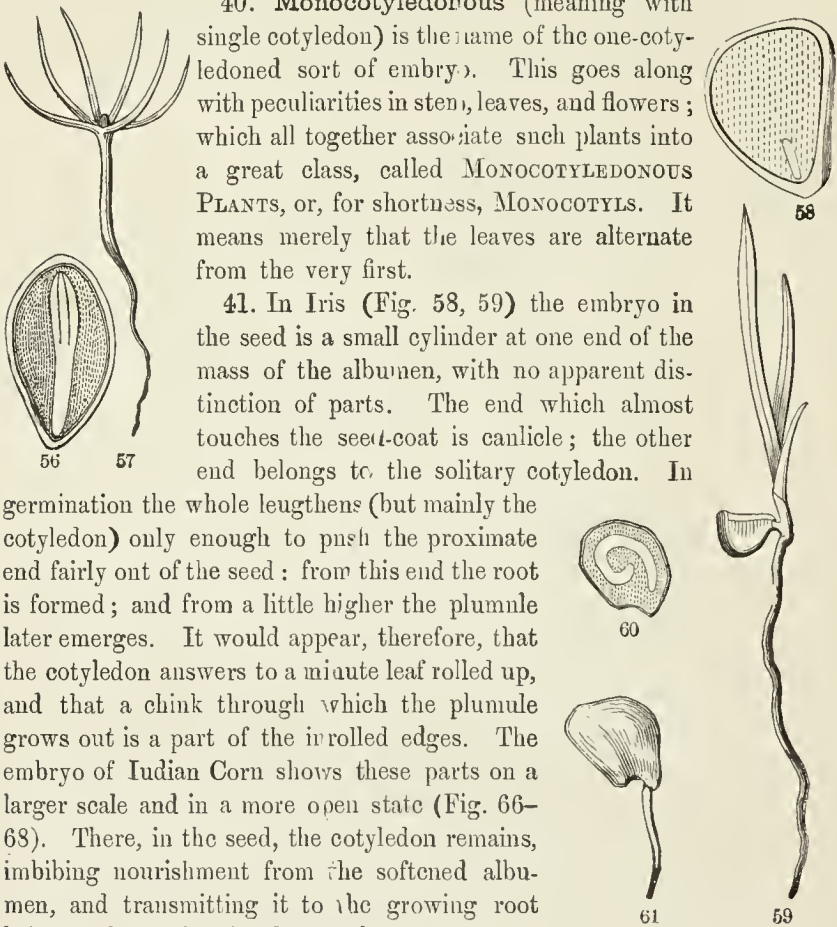 40. Monocotyledonous (meaning with
single cotyledon) is the name of the one-coty-
ledoned sort of embryo. This goes along
with peculiarities in stem, leaves, and flowers;
which all together associate such plants into
a great class, called MONOCOTYLEDONOUS
PLANTS, or, for shortness, MONOCOTYLS. It
means merely that the leaves are alternate
from the very first.
41. In Iris (Fig. 58, 59) the embryo in
the seed is a small cylinder at one end of the
mass of the albumen, with no apparent dis-
tinction of parts. The end which almost
touches the seed-coat is caulicle; the other
end belongs to the solitary cotyledon. In
germination the whole lengthens (but mainly the
cotyledon) only enough to push the proximate
end fairly out of the seed: from this end the root
is formed; and from a little higher the plumule
later emerges. It would appear, therefore, that
the cotyledon answers to a minute leaf rolled up,
and that a chink through which the plumule
grows out is a part of the inrolled edges. The
embryo of Indian Corn shows these parts on a
larger scale and in a more open state (Fig. 66–
68). There, in the seed, the cotyledon remains,
imbibing nourishment from the softened albu-
men, and transmitting it to the growing root
56
57
58
60
61
59